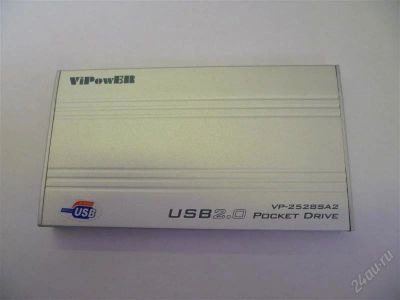 ViPowER
USB
USB2.0
VP-2528SA2
POCKET DRIVE
24au.ru